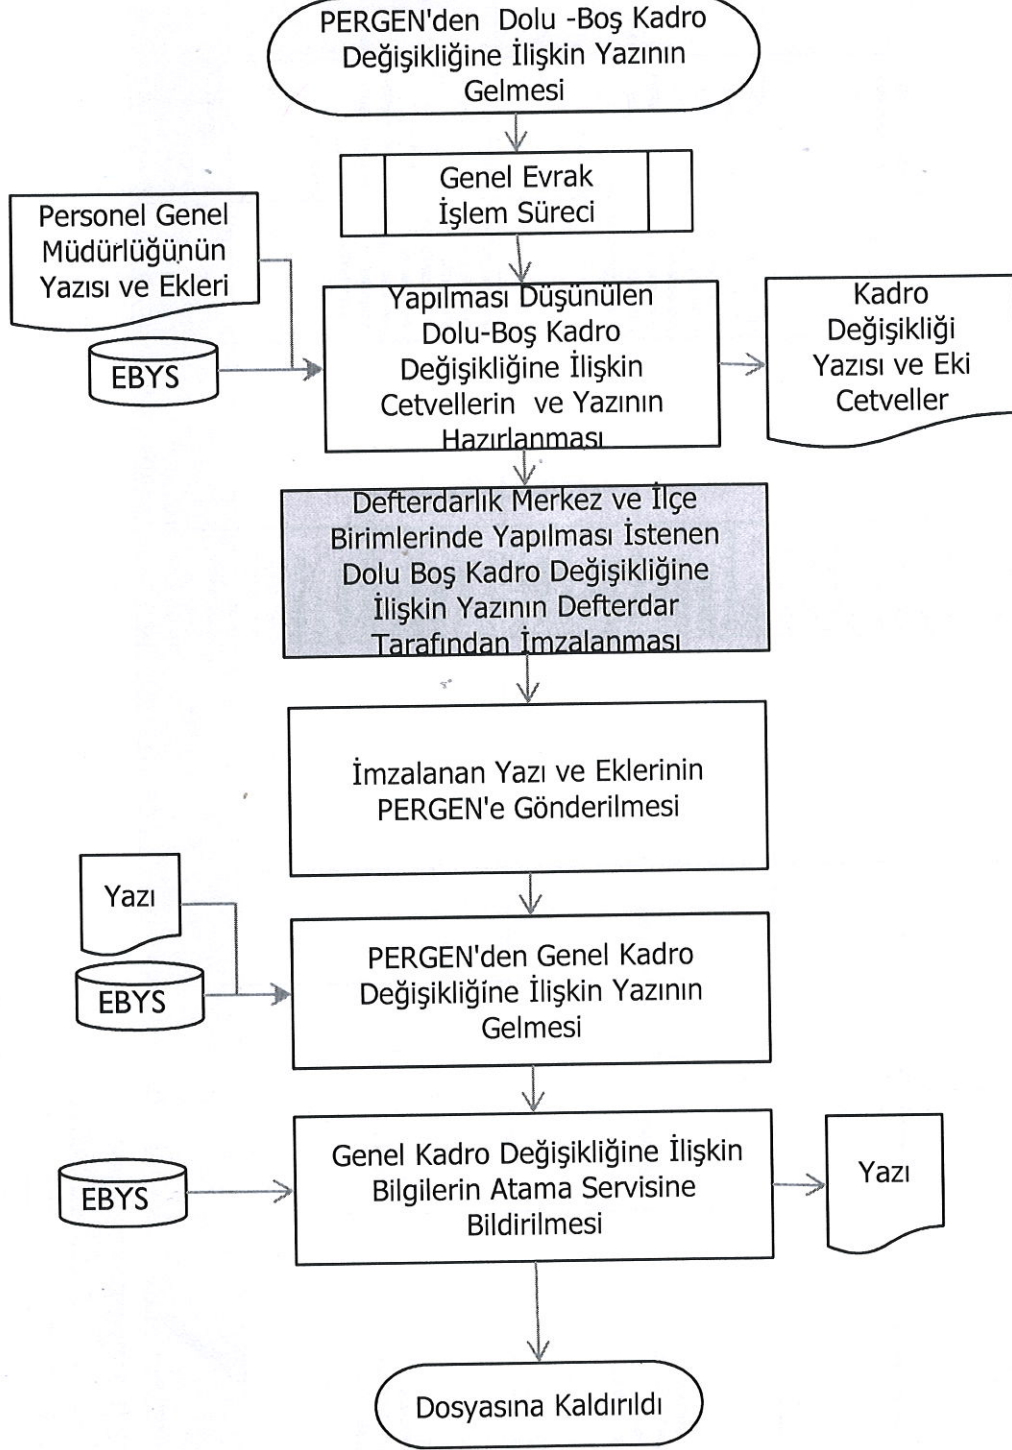 PERGEN'den Dolu -Boş Kadro
Değişikliğine İlişkin Yazının
Gelmesi
Genel Evrak
İşlem Süreci
Personel Genel
Müdürlüğünün
Yazısı ve Ekleri
EBYS
Yapılması Düşünülen
Dolu-Boş Kadro
Değişikliğine İlişkin
Cetvellerin ve Yazının
Hazırlanması
Kadro
Değişikliği
Yazısı ve Eki
Cetveller
Defterdarlık Merkez ve İlçe
Birimlerinde Yapılması İstenen
Dolu Boş Kadro Değişikliğine
İlişkin Yazının Defterdar
Tarafından İmzalanması
İmzalanan Yazı ve Eklerinin
PERGEN'e Gönderilmesi
Yazı
EBYS
PERGEN'den Genel Kadro
Değişikliğine İlişkin Yazının
Gelmesi
EBYS
Genel Kadro Değişikliğine İlişkin
Bilgilerin Atama Servisine
Bildirilmesi
Yazı
Dosyasına Kaldırıldı